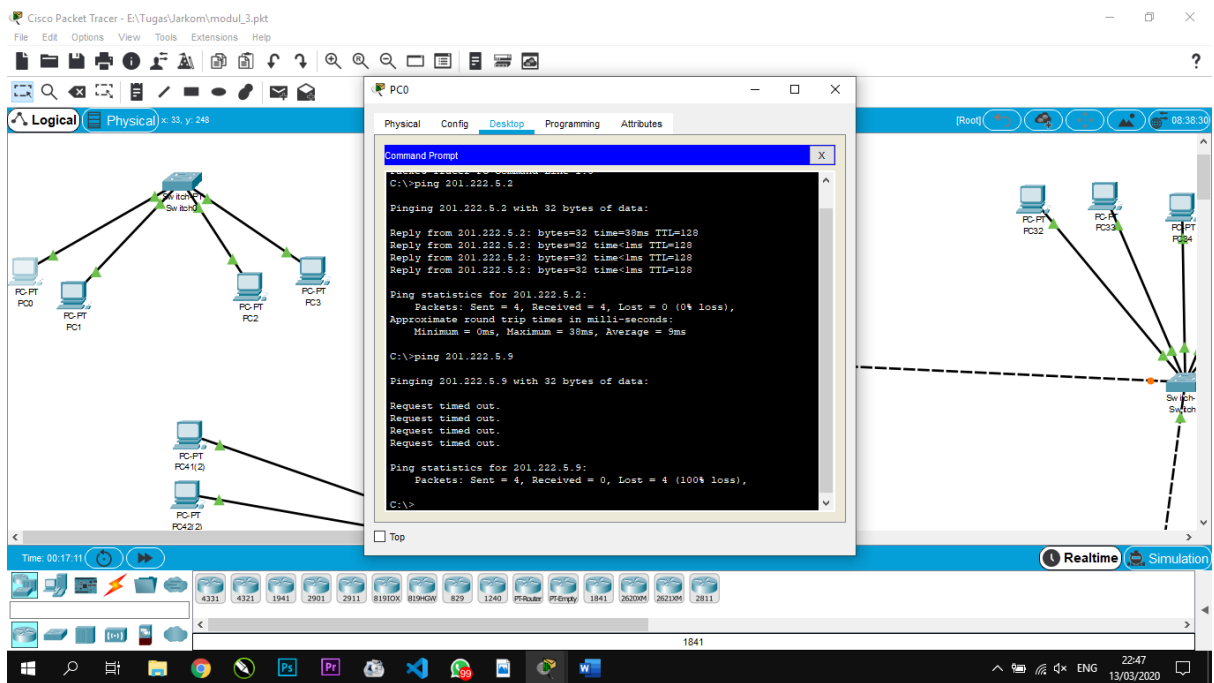 Cisco Packet Tracer - E:\Tugas\Jarkom\modul_3.pkt
File Edit Options View Tools Extensions Help
?
Logical
Physical
x: 33, y: 248
[Root]
08:38:30
PC0
Physical Config Desktop Programming Attributes
Command Prompt
X
C:\>ping 201.222.5.2
Pinging 201.222.5.2 with 32 bytes of data:
Reply from 201.222.5.2: bytes=32 time=38ms TTL=128
Reply from 201.222.5.2: bytes=32 time<1ms TTL=128
Reply from 201.222.5.2: bytes=32 time<1ms TTL=128
Reply from 201.222.5.2: bytes=32 time<1ms TTL=128
Ping statistics for 201.222.5.2:
Packets: Sent = 4, Received = 4, Lost = 0 (0% loss),
Approximate round trip times in milli-seconds:
Minimum = 0ms, Maximum = 38ms, Average = 9ms
C:\>ping 201.222.5.9
Pinging 201.222.5.9 with 32 bytes of data:
Request timed out.
Request timed out.
Request timed out.
Request timed out.
Ping statistics for 201.222.5.9:
Packets: Sent = 4, Received = 0, Lost = 4 (100% loss),
C:\>
Top
Switch-PT
Switch0
PC-PT
PC0
PC-PT
PC1
PC-PT
PC2
PC-PT
PC3
PC-PT
PC41(2)
PC-PT
PC42(2)
PC-PT
PC32
PC-PT
PC33
PC-PT
PC34
Switch-
Switch
Time: 00:17:11
Realtime
Simulation
4331 4321 1941 2901 2911 819IOX 819HGW 829 1240 PT-Router PT-Empty 1841 2620XM 2621XM 2811
1841
Ps
Pr
99
W
ENG
22:47
13/03/2020